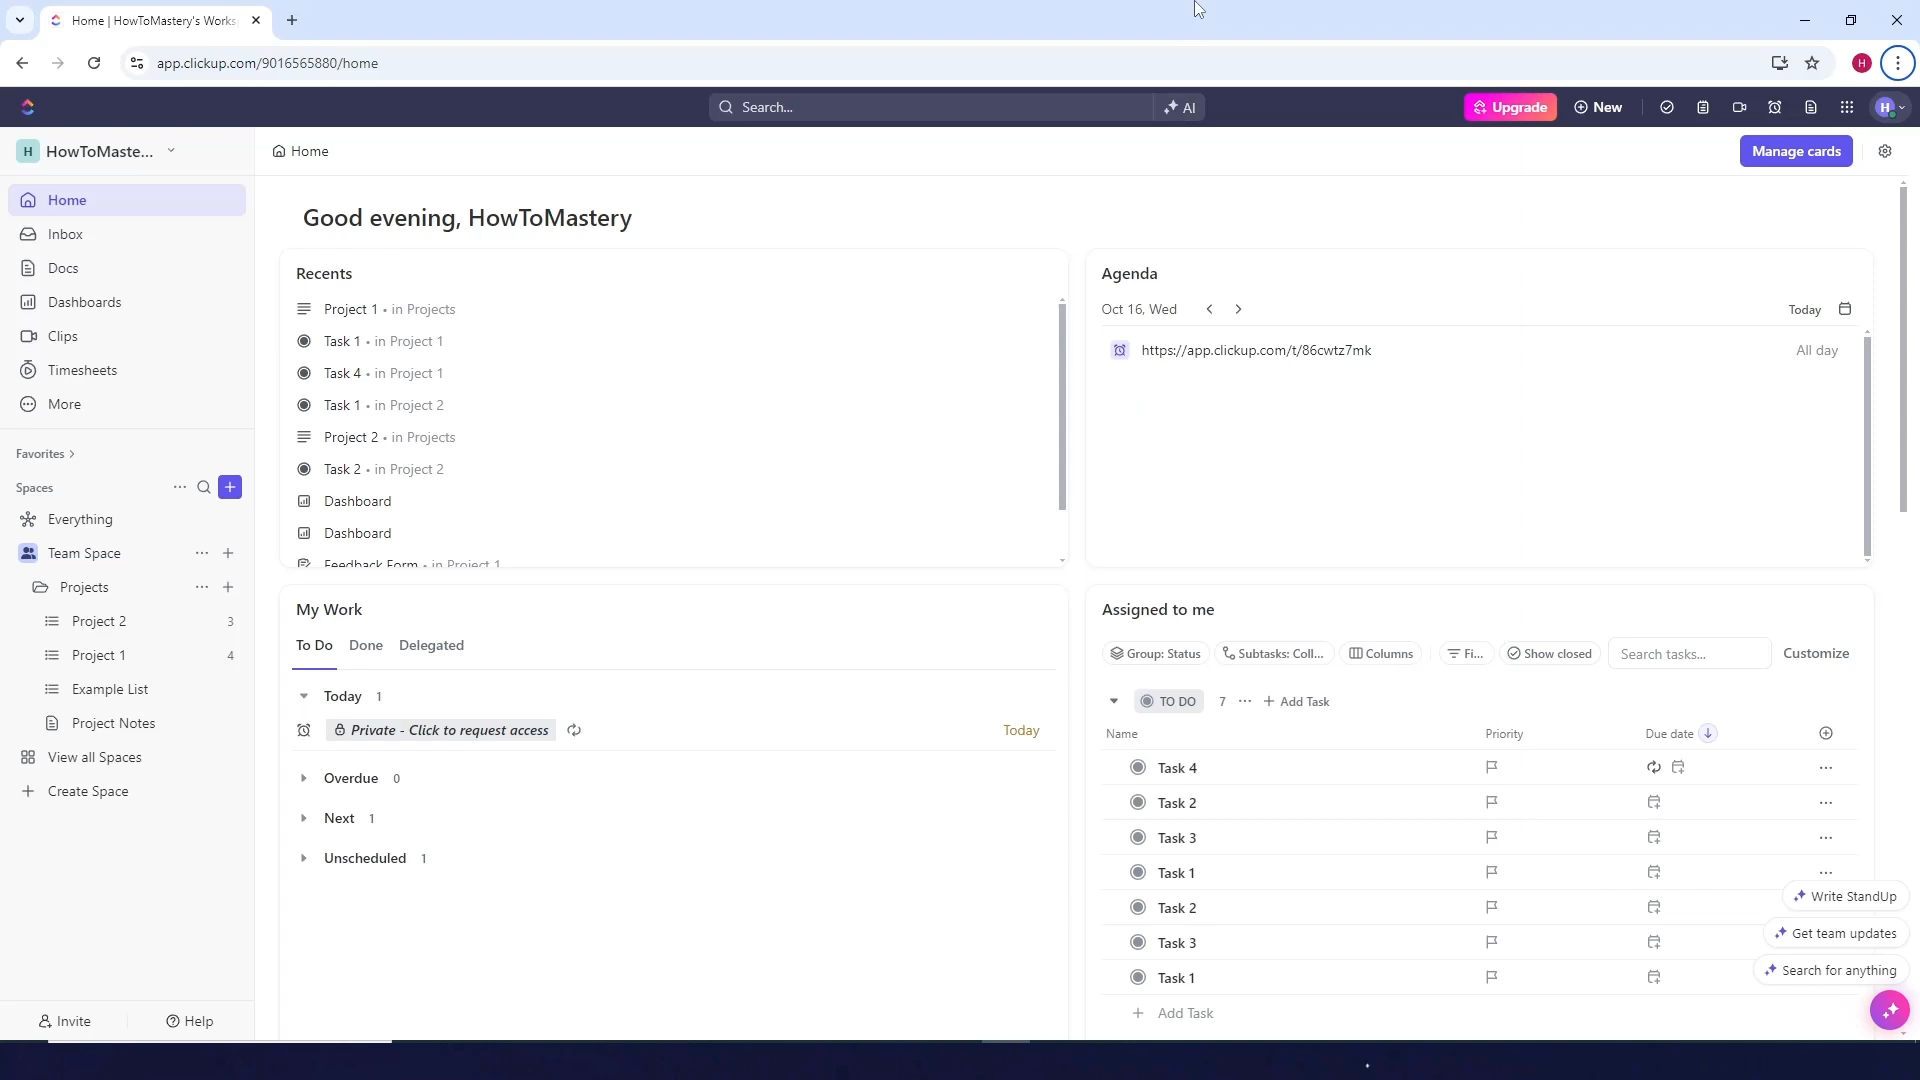 Home | HowToMastery's Works
app.clickup.com/9016565880/home
H
Search...
AI
Upgrade
New
H
H HowToMaste...
Home
Manage cards
Home
Inbox
Docs
Dashboards
Clips
Timesheets
More
Favorites
Spaces
Everything
Team Space
Projects
Project 2 3
Project 1 4
Example List
Project Notes
View all Spaces
Create Space
Invite
Help
Good evening, HowToMastery
Recents
Project 1 • in Projects
Task 1 • in Project 1
Task 4 • in Project 1
Task 1 • in Project 2
Project 2 • in Projects
Task 2 • in Project 2
Dashboard
Dashboard
Feedback Form • in Project 1
Agenda
Oct 16, Wed
Today
https://app.clickup.com/t/86cwtz7mk
All day
My Work
To Do Done Delegated
Today 1
Private - Click to request access
Today
Overdue 0
Next 1
Unscheduled 1
Assigned to me
Group: Status
Subtasks: Coll...
Columns
Fi...
Show closed
Search tasks...
Customize
TO DO 7 ... + Add Task
Name Priority Due date
Task 4
Task 2
Task 3
Task 1
Task 2
Task 3
Task 1
+ Add Task
Write StandUp
Get team updates
Search for anything